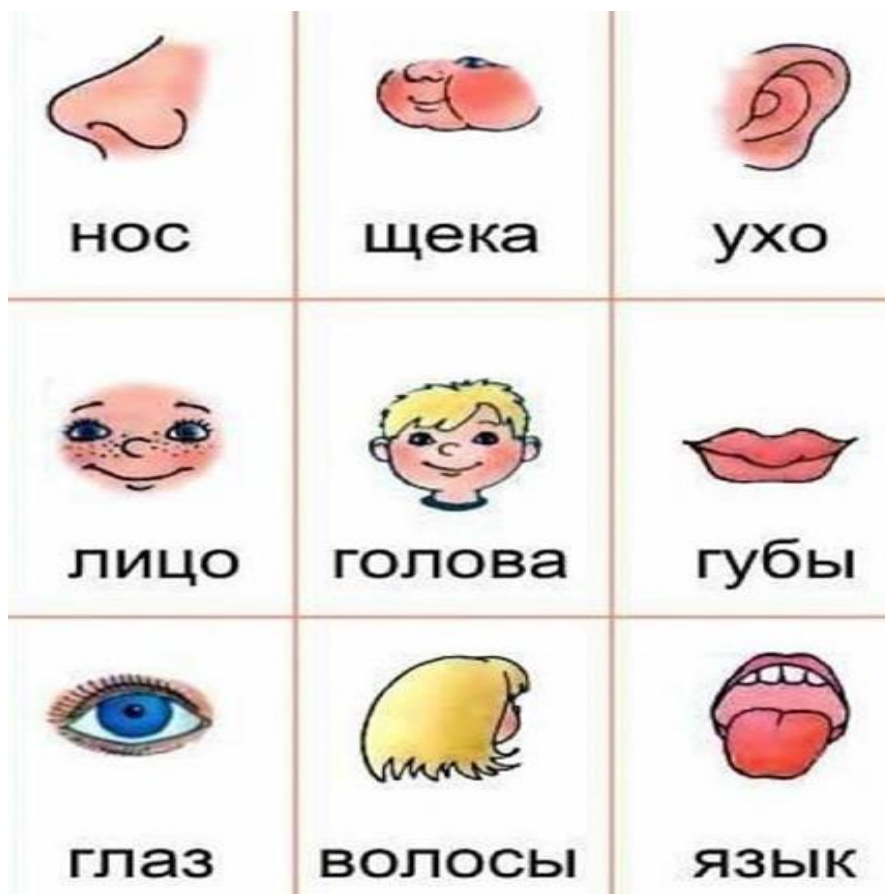 нос щека ухо
лицо голова губы
глаз волосы язык